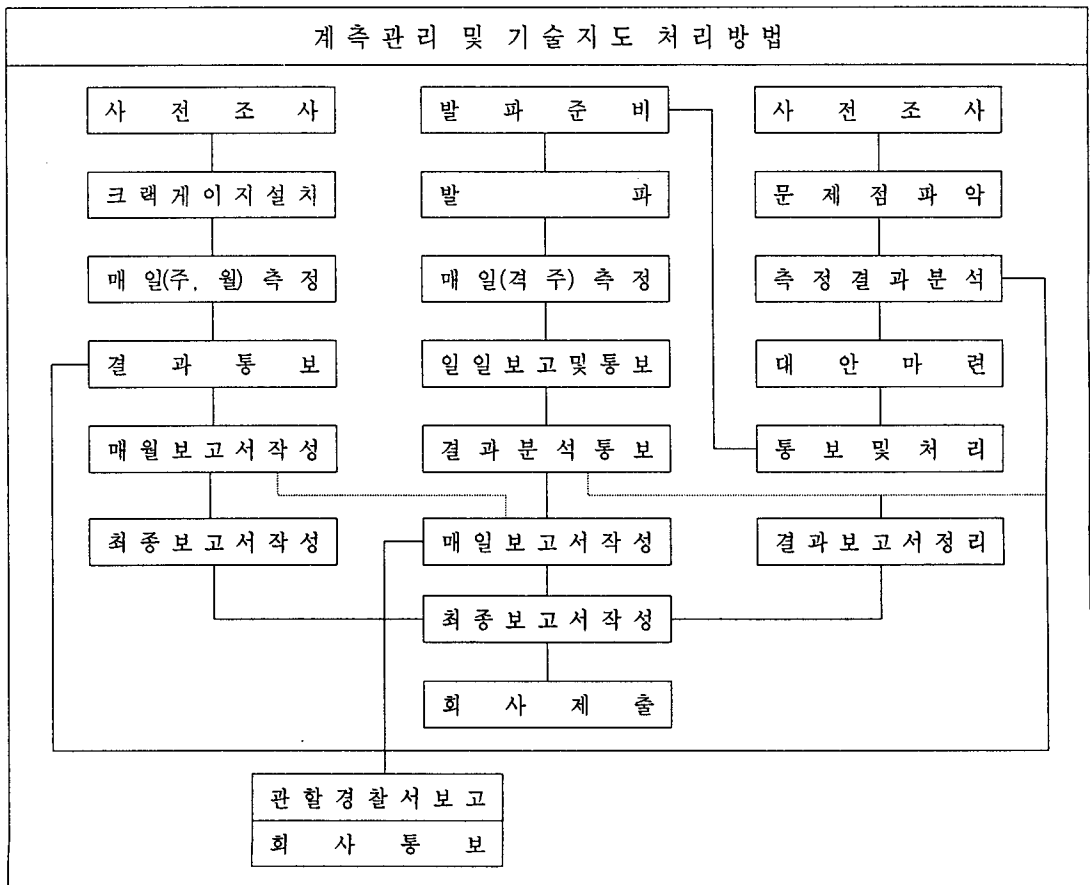 계측관리 및 기술지도 처리방법
사전조사
발파준비
사전조사
크랙게이지설치
발파
문제점파악
매일(주, 월) 측정
매일(격주) 측정
측정결과분석
결과통보
일일보고및통보
대안마련
매월보고서작성
결과분석통보
통보및처리
최종보고서작성
매일보고서작성
결과보고서정리
최종보고서작성
회사제출
관할경찰서보고
회사통보